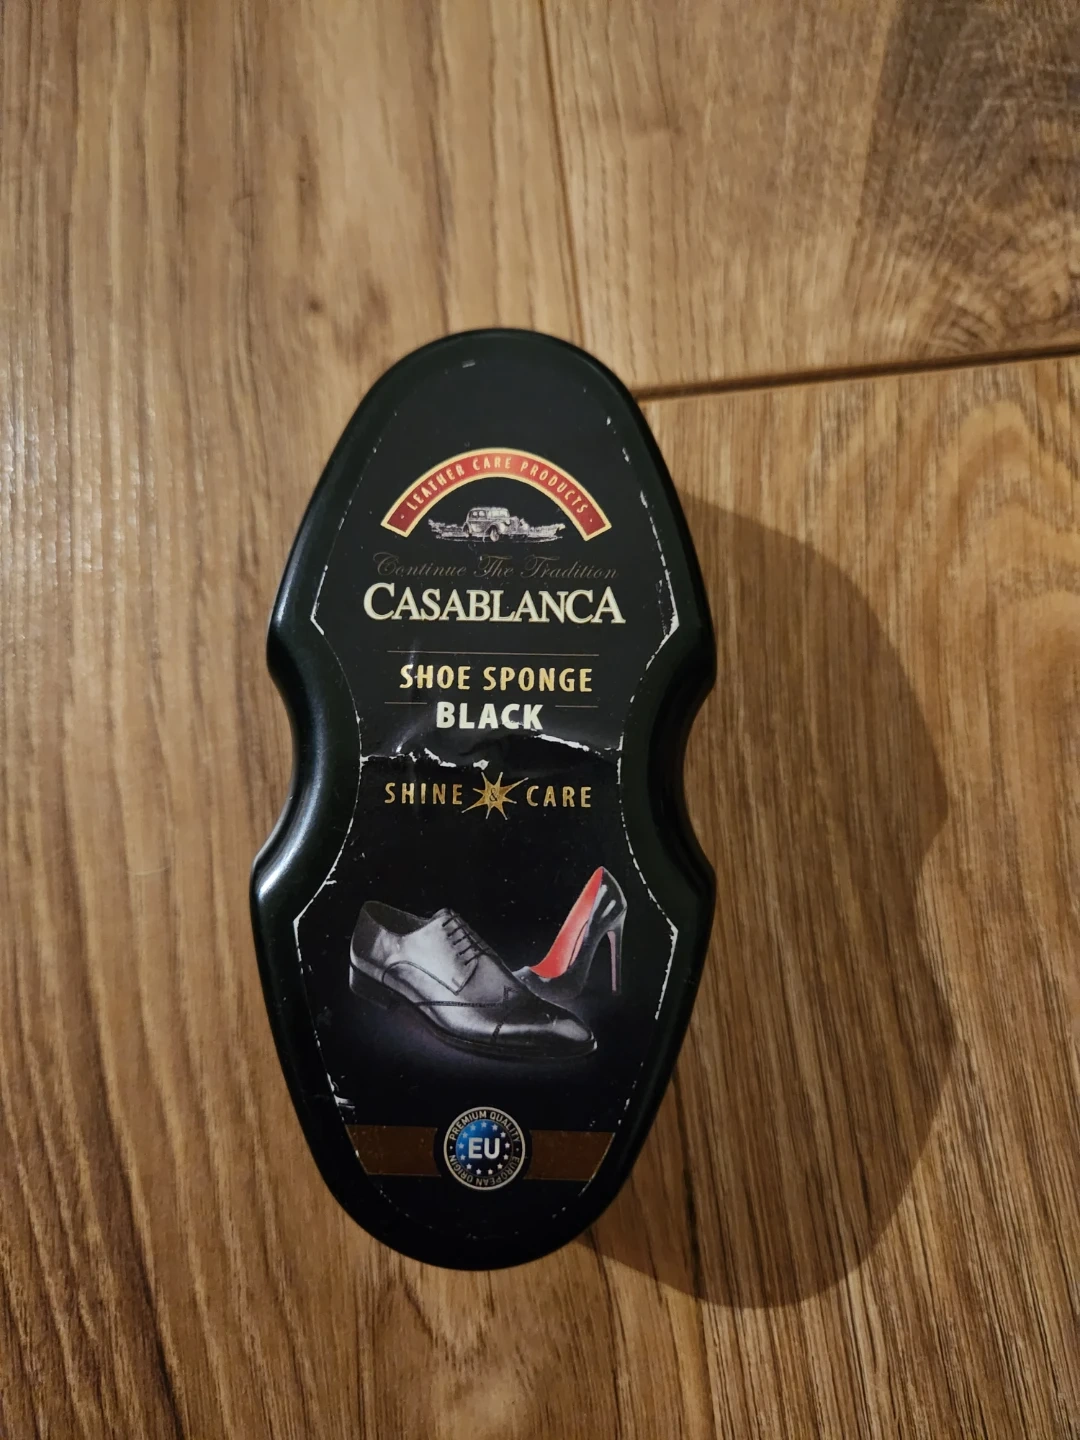 LEATHER CARE PRODUCTS
Continue The Tradition
CASABLANCA
SHOE SPONGE
BLACK
SHINE & CARE
PREMIUM QUALITY
EU
EUROPEAN ORIGIN